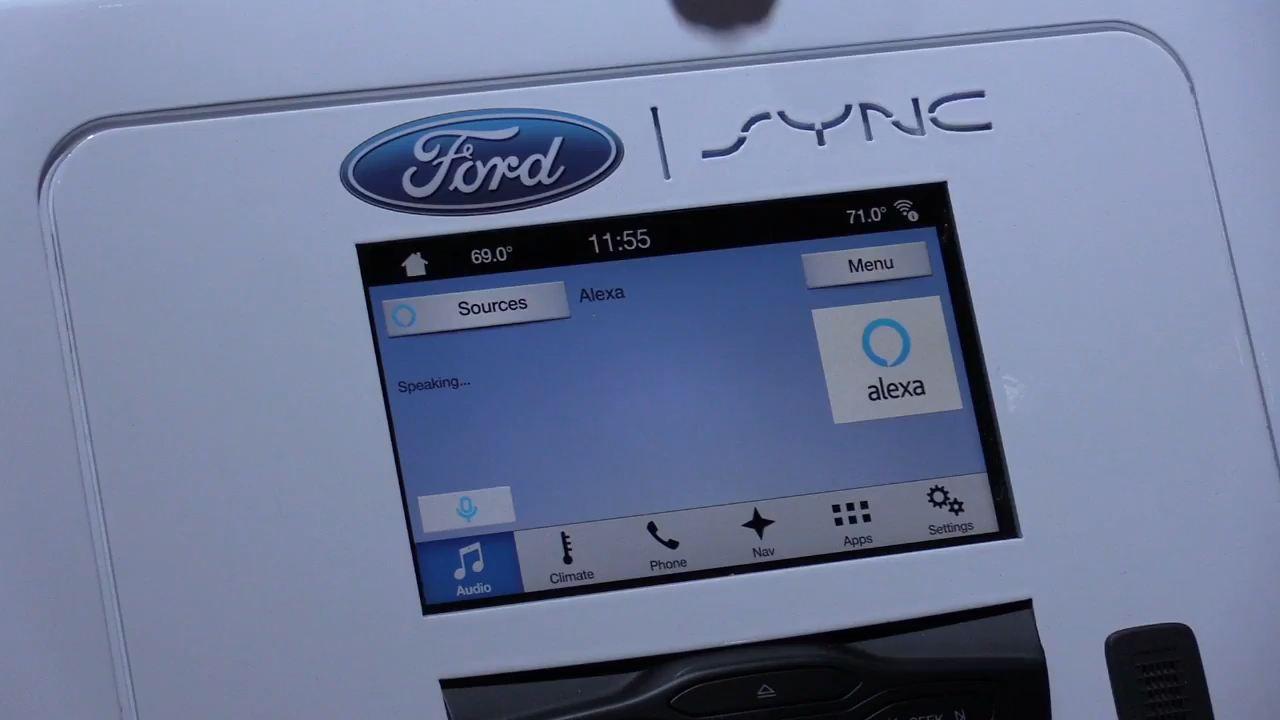 Ford | SYNC
69.0° 11:55 71.0°
Sources Alexa Menu
alexa
Speaking...
Audio Climate Phone Nav Apps Settings
SEEK